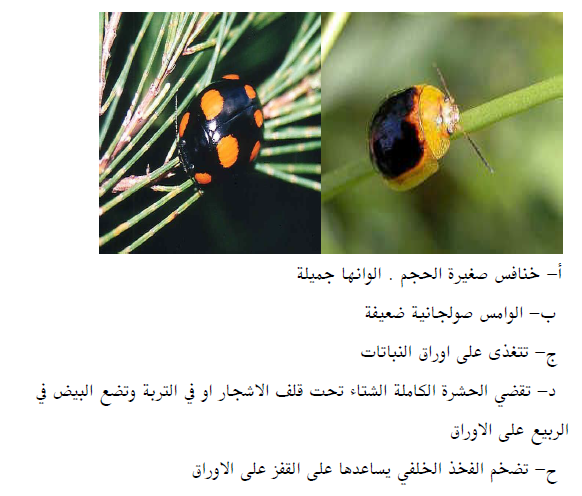 أ- خنافس صغيرة الحجم . الوانها جميلة
ب- الوامس صولجانية ضعيفة
ج- تتغذى على اوراق النباتات
د- تقضي الحشرة الكاملة الشتاء تحت قلف الاشجار او في التربة وتضع البيض في
الربيع على الاوراق
ح- تضخم الفخذ الخلفي يساعدها على القفز على الاوراق